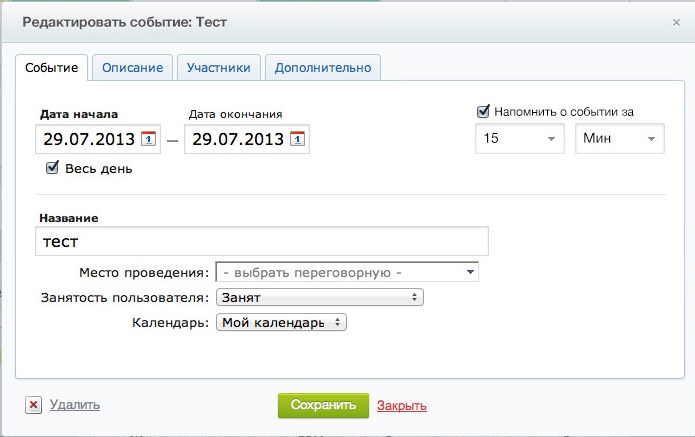 Редактировать событие: Тест
Событие Описание Участники Дополнительно
Дата начала Дата окончания Напомнить о событии за
29.07.2013 — 29.07.2013 15 Мин
Весь день
Название
тест
Место проведения: - выбрать переговорную -
Занятость пользователя: Занят
Календарь: Мой календарь
Удалить Сохранить Закрыть